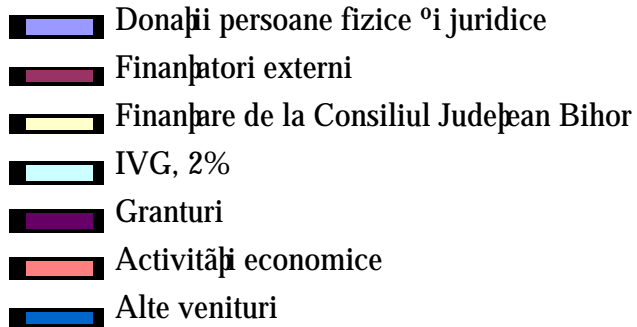 Donaþii persoane fizice ºi juridice
Finanþatori externi
Finanþare de la Consiliul Judeþean Bihor
IVG, 2%
Granturi
Activitãþi economice
Alte venituri